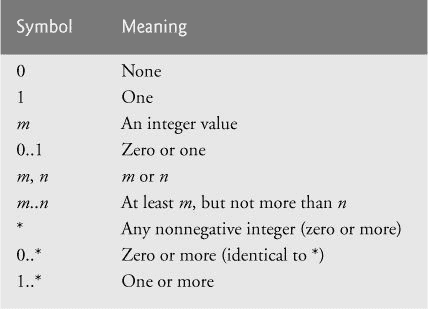 Symbol Meaning
0 None
1 One
m An integer value
0..1 Zero or one
m, n m or n
m..n At least m, but not more than n
* Any nonnegative integer (zero or more)
0..* Zero or more (identical to *)
1..* One or more